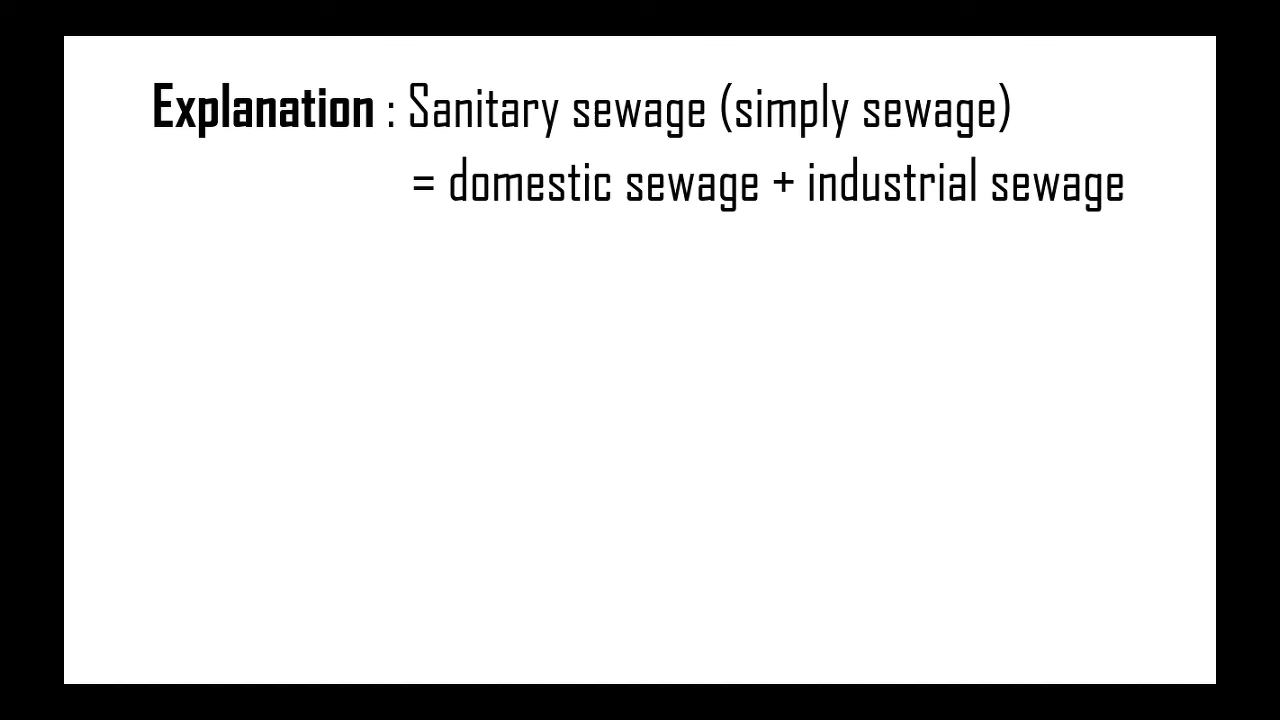 Explanation : Sanitary sewage (simply sewage)
= domestic sewage + industrial sewage